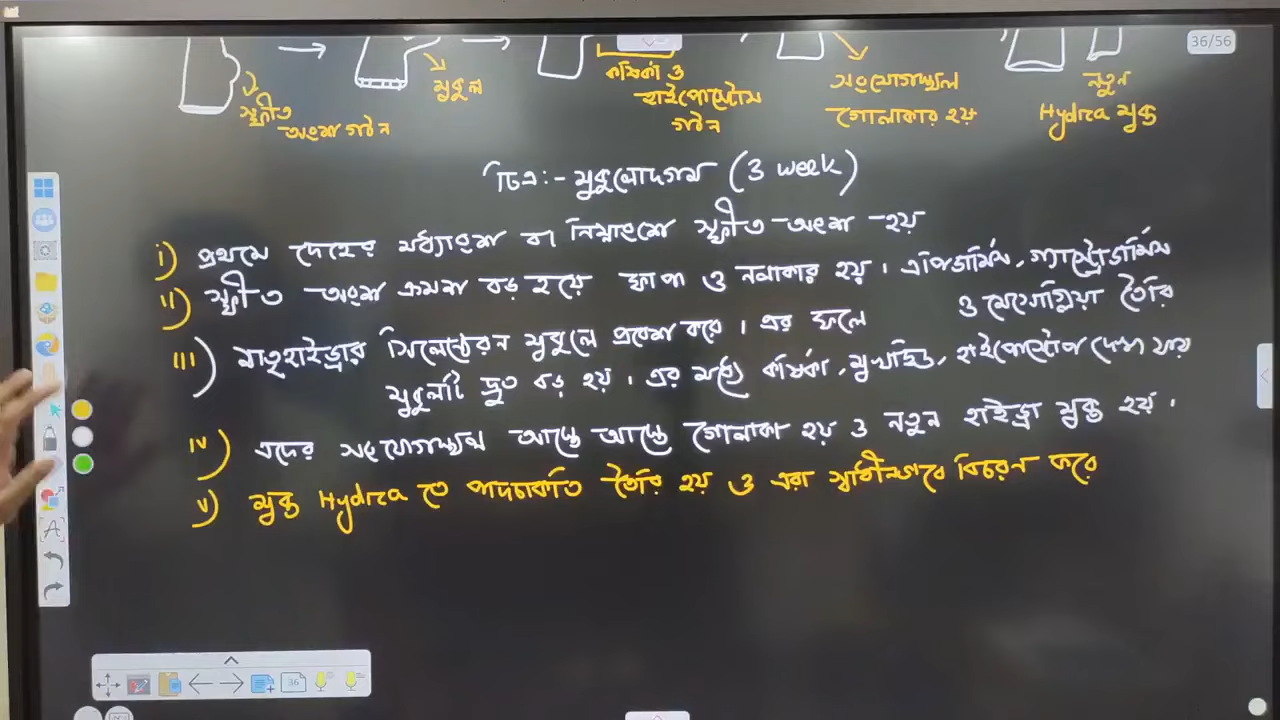 36/56
স্ফীত
অংশ গঠন
মুকুল
কর্ষিকা ও
হাইপোস্টোম
গঠন
সংযোগস্থল
গোলাকার হয়
নতুন
Hydra মুক্ত
চিত্র:- মুকুলোদগম (3 week)
i) প্রথমে দেহের মধ্যাংশ বা নিম্নাংশে স্ফীত অংশ হয়
ii) স্ফীত অংশ ক্রমশ বড় হয়ে ফাপা ও নলাকার হয়। এপিডার্মিস, গ্যাস্ট্রোডার্মিস
ও মেসোগ্লিয়া তৈরি
iii) মাতৃহাইড্রার সিলেন্টেরন মুকুলে প্রবেশ করে। এর ফলে
মুকুলটি দ্রুত বড় হয়। এর মধ্যে কর্ষিকা, মুখছিদ্র, হাইপোস্টোম দেখা যায়
iv) এদের সংযোগস্থল আস্তে আস্তে গোলাকা হয় ও নতুন হাইড্রা মুক্ত হয়।
v) মুক্ত Hydra তে পাদচাকতি তৈরি হয় ও এরা স্বাধীনভাবে বিচরণ করে
36